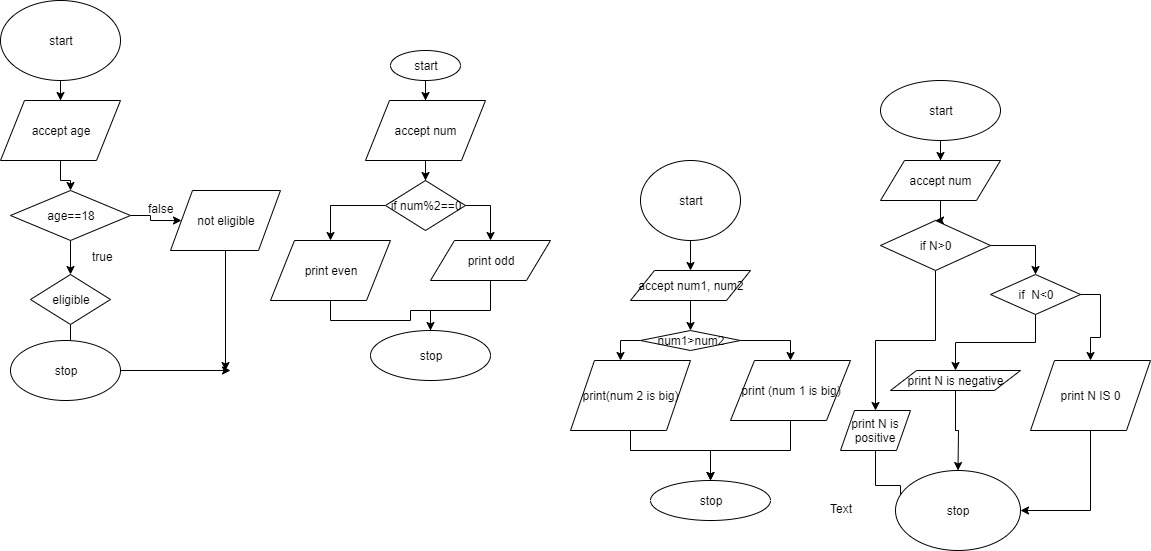 start
accept age
age==18
false
not eligible
true
eligible
stop
start
accept num
if num%2==0
print even
print odd
stop
start
accept num1, num2
num1>num2
print(num 2 is big)
print (num 1 is big)
stop
start
accept num
if N>0
if N<0
print N is negative
print N IS 0
print N is
positive
Text
stop